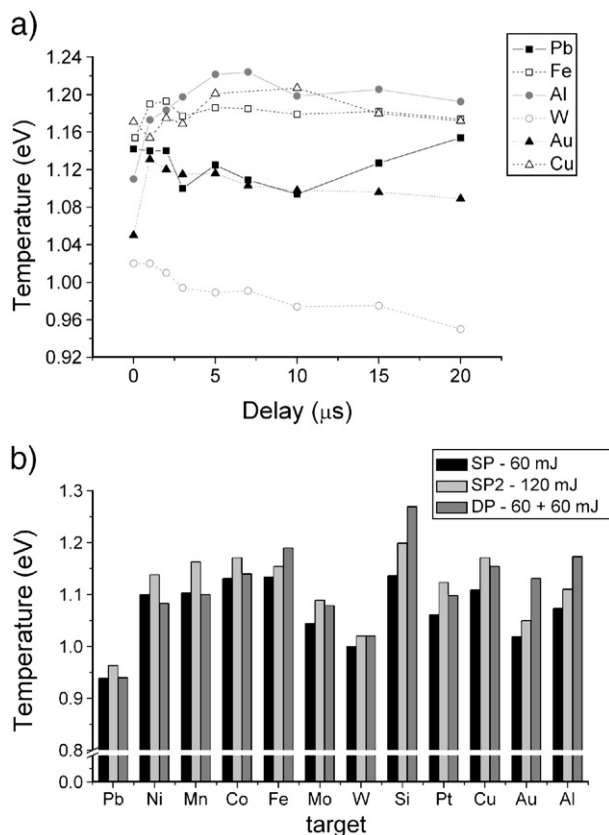 a)
1.24
1.20
1.16
1.12
1.08
1.04
1.00
0.96
0.92
Temperature (eV)
0
5
10
15
20
Delay (μs)
Pb
Fe
Al
W
Au
Cu
b)
SP - 60 mJ
SP2 - 120 mJ
DP - 60 + 60 mJ
1.3
1.2
1.1
1.0
0.9
0.8
0.0
Temperature (eV)
Pb Ni Mn Co Fe Mo W Si Pt Cu Au Al
target